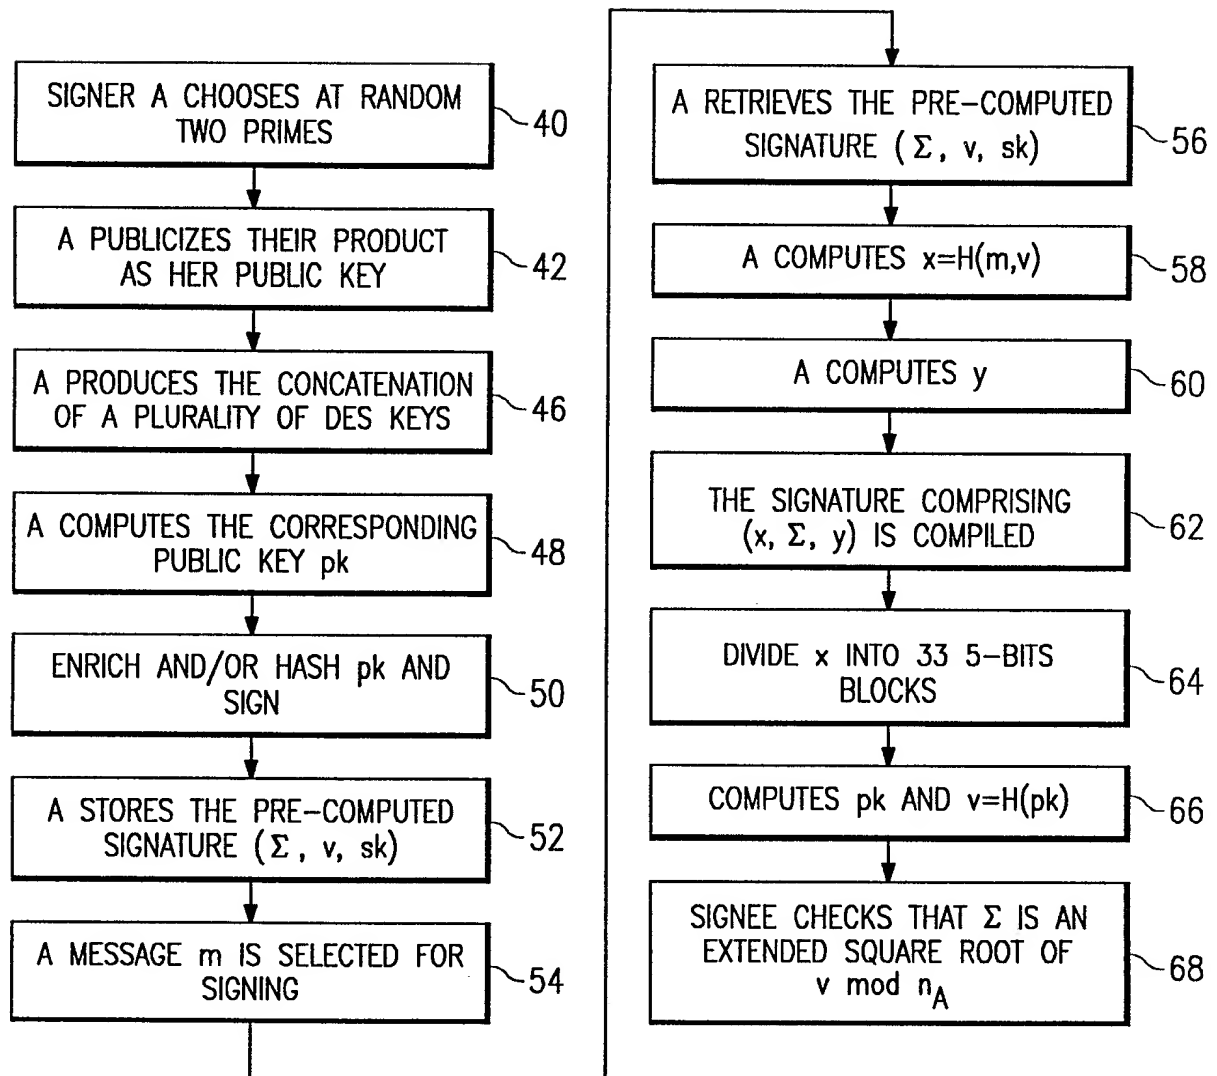 SIGNER A CHOOSES AT RANDOM
TWO PRIMES
40
A PUBLICIZES THEIR PRODUCT
AS HER PUBLIC KEY
42
A PRODUCES THE CONCATENATION
OF A PLURALITY OF DES KEYS
46
A COMPUTES THE CORRESPONDING
PUBLIC KEY pk
48
ENRICH AND/OR HASH pk AND
SIGN
50
A STORES THE PRE-COMPUTED
SIGNATURE (Σ, v, sk)
52
A MESSAGE m IS SELECTED FOR
SIGNING
54
A RETRIEVES THE PRE-COMPUTED
SIGNATURE (Σ, v, sk)
56
A COMPUTES x=H(m,v)
58
A COMPUTES y
60
THE SIGNATURE COMPRISING
(x, Σ, y) IS COMPILED
62
DIVIDE x INTO 33 5-BITS
BLOCKS
64
COMPUTES pk AND v=H(pk)
66
SIGNEE CHECKS THAT Σ IS AN
EXTENDED SQUARE ROOT OF
v mod nA
68